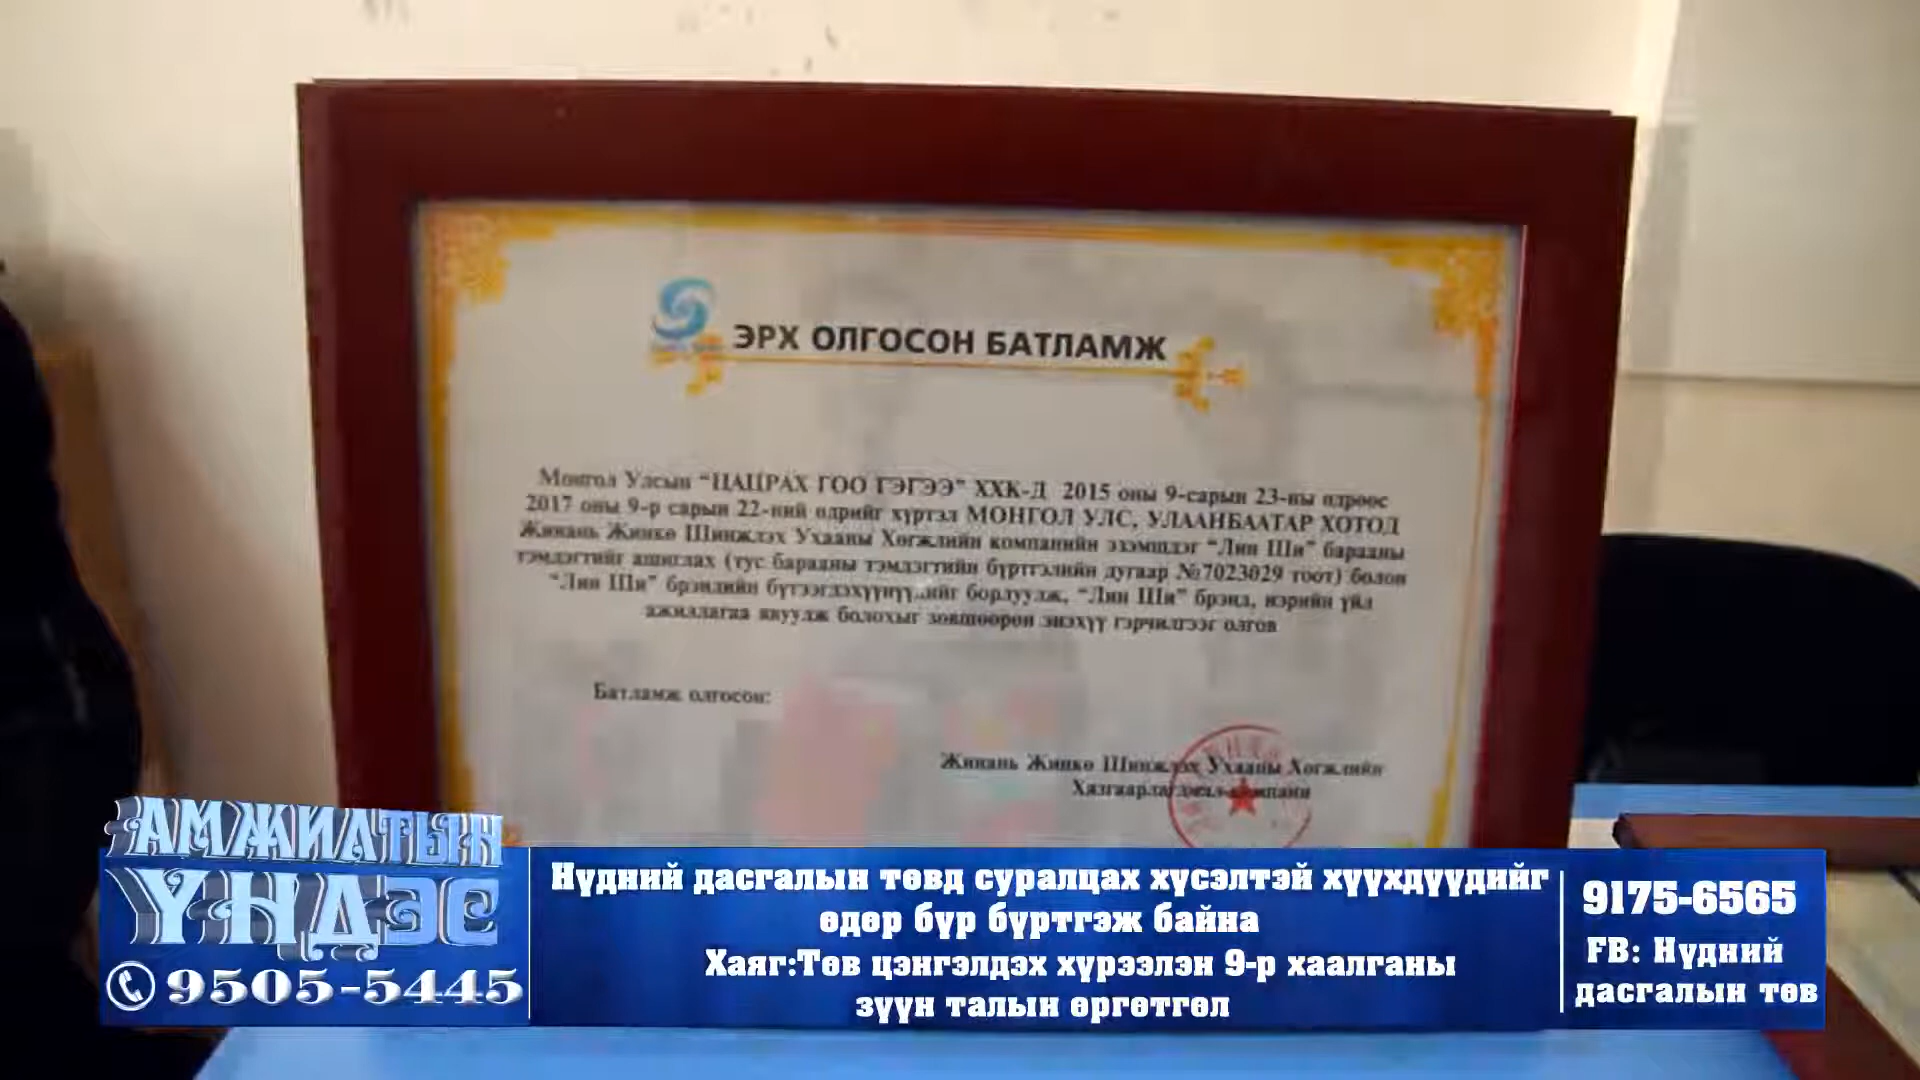 ЭРХ ОЛГОСОН БАТЛАМЖ
Монгол Улсын “ЦАЦРАХ ГОО ГЭГЭЭ” ХХК-Д 2015 оны 9-сарын 23-ны өдрөөс
2017 оны 9-р сарын 22-ний өдрийг хүртэл МОНГОЛ УЛС, УЛААНБААТАР ХОТОД
Жинань Жинкө Шинжлэх Ухааны Хөгжлийн компанийн эзэмшдэг “Лин Ши” барааны
тэмдэгтийг ашиглах (тус барааны тэмдэгтийн бүртгэлийн дугаар №7023029 тоот) болон
“Лин Ши” брэндийн борлуулж, “Лин Ши” брэнд, нэрийн үйл
ажиллагаа явуулж болохыг зөвшөөрөн энэхүү гэрчилгээг олгов
Батламж олгосон:
Жинань Жинкө Шинжлэх Ухааны Хөгжлийн
АМЖИЛТЫН
ҮНДЭС
9505-5445
Нүдний дасгалын төвд суралцах хүсэлтэй хүүхдүүдийг
өдөр бүр бүртгэж байна
Хаяг:Төв цэнгэлдэх хүрээлэн 9-р хаалганы
зүүн талын өргөтгөл
9175-6565
FB: Нүдний
дасгалын төв